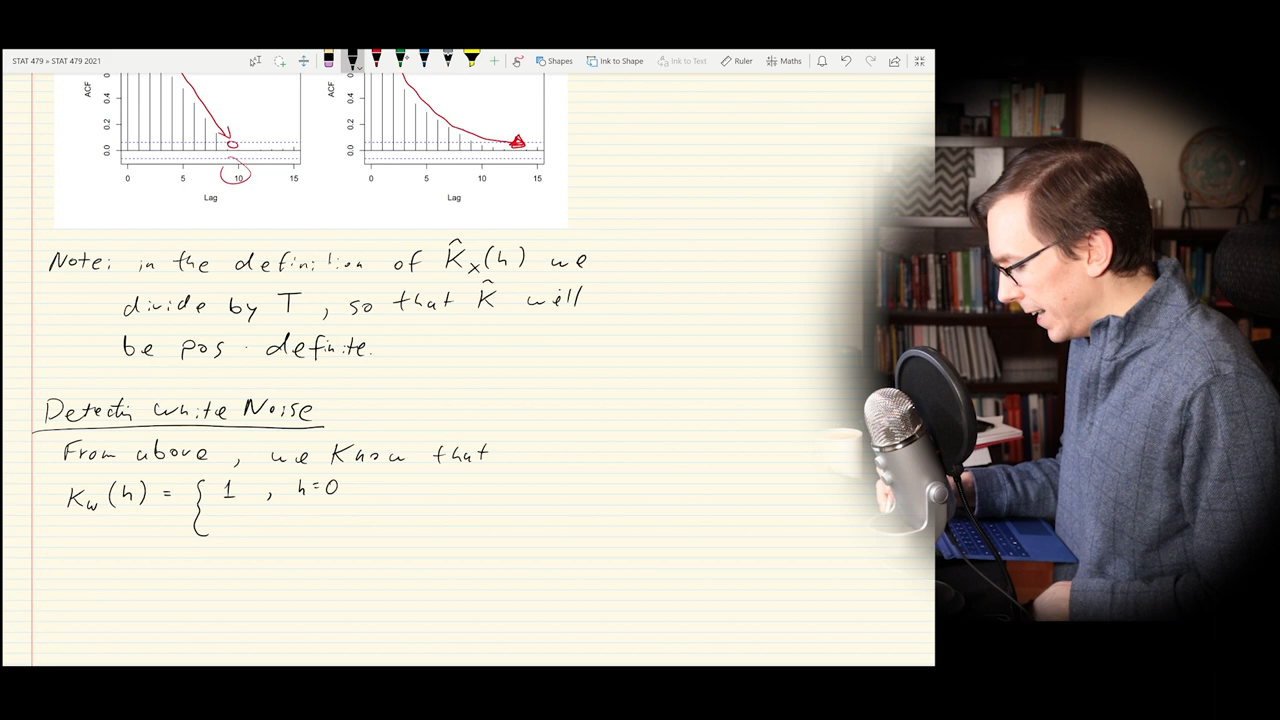 STAT 479 » STAT 479 2021
Shapes
Ink to Shape
Ink to Text
Ruler
Maths
ACF 0.4 0.2 0.0
0 5 10 15
Lag
ACF 0.4 0.2 0.0
0 5 10 15
Lag
Note: in the definition of K̂x(h) we
divide by T, so that K̂ will
be pos. definite.
Detectin White Noise
From above, we know that
Kw(h) = { 1 , h=0